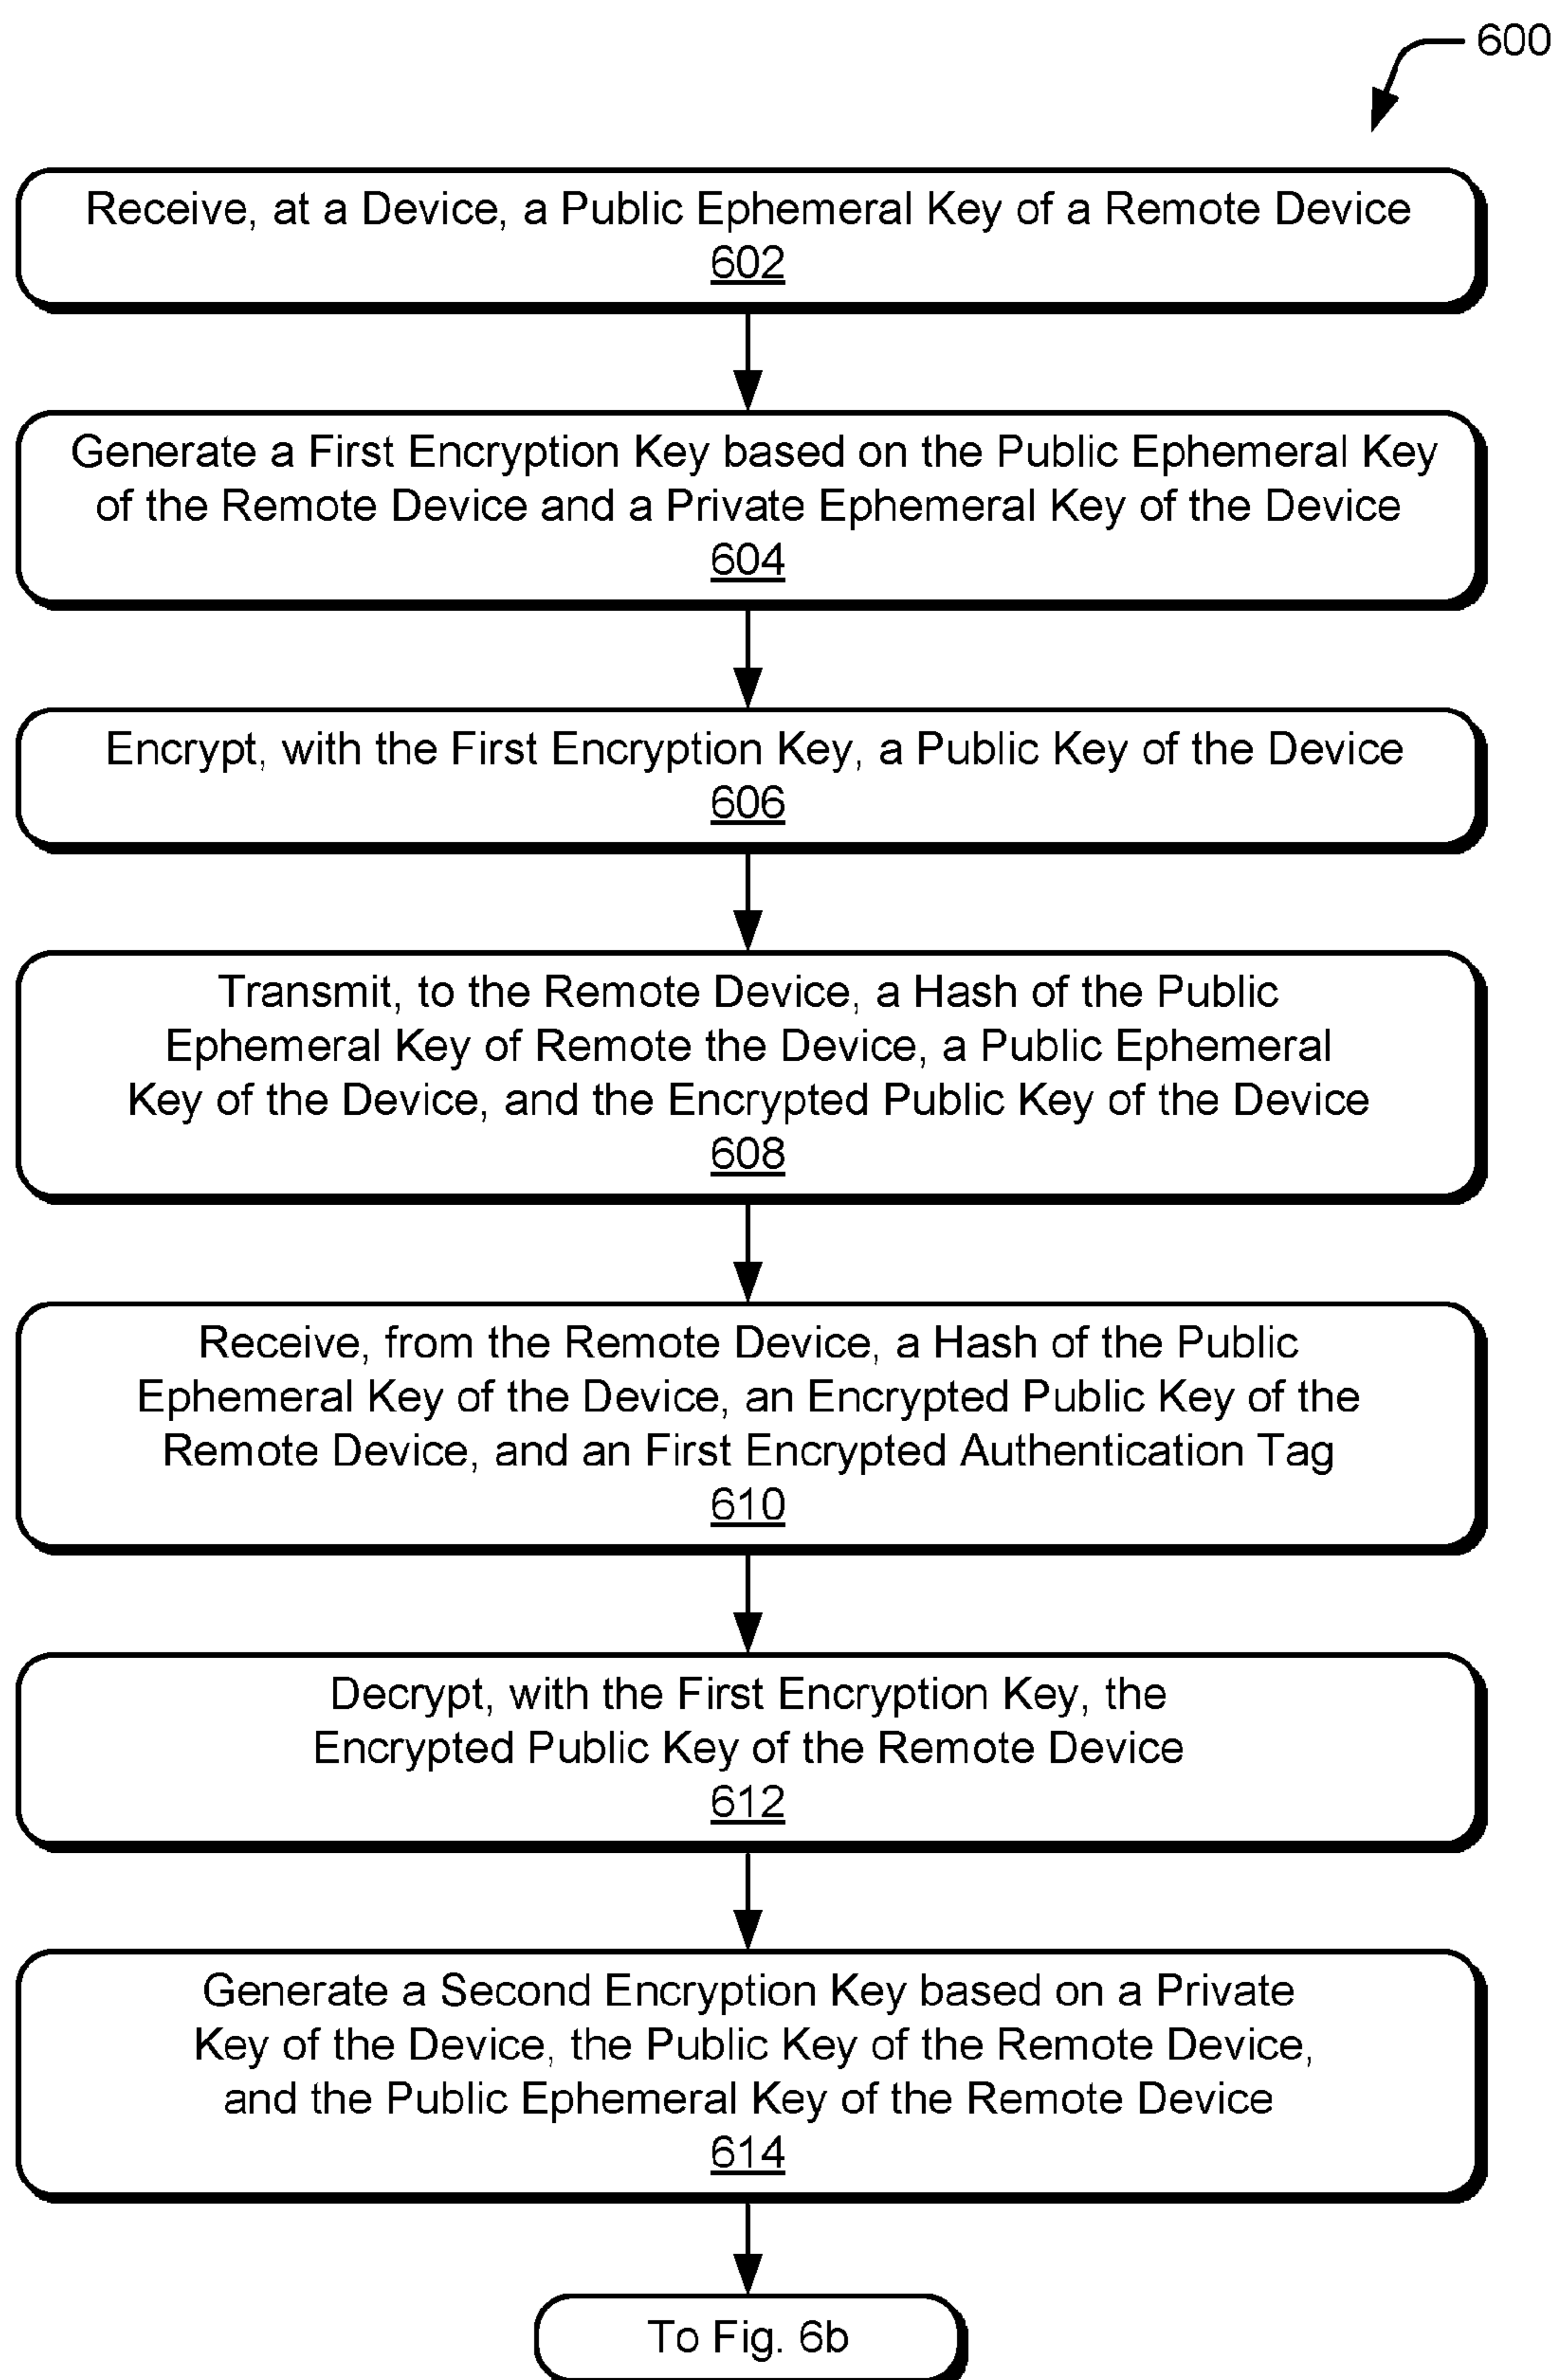 600
Receive, at a Device, a Public Ephemeral Key of a Remote Device
602
Generate a First Encryption Key based on the Public Ephemeral Key
of the Remote Device and a Private Ephemeral Key of the Device
604
Encrypt, with the First Encryption Key, a Public Key of the Device
606
Transmit, to the Remote Device, a Hash of the Public
Ephemeral Key of Remote the Device, a Public Ephemeral
Key of the Device, and the Encrypted Public Key of the Device
608
Receive, from the Remote Device, a Hash of the Public
Ephemeral Key of the Device, an Encrypted Public Key of the
Remote Device, and an First Encrypted Authentication Tag
610
Decrypt, with the First Encryption Key, the
Encrypted Public Key of the Remote Device
612
Generate a Second Encryption Key based on a Private
Key of the Device, the Public Key of the Remote Device,
and the Public Ephemeral Key of the Remote Device
614
To Fig. 6b